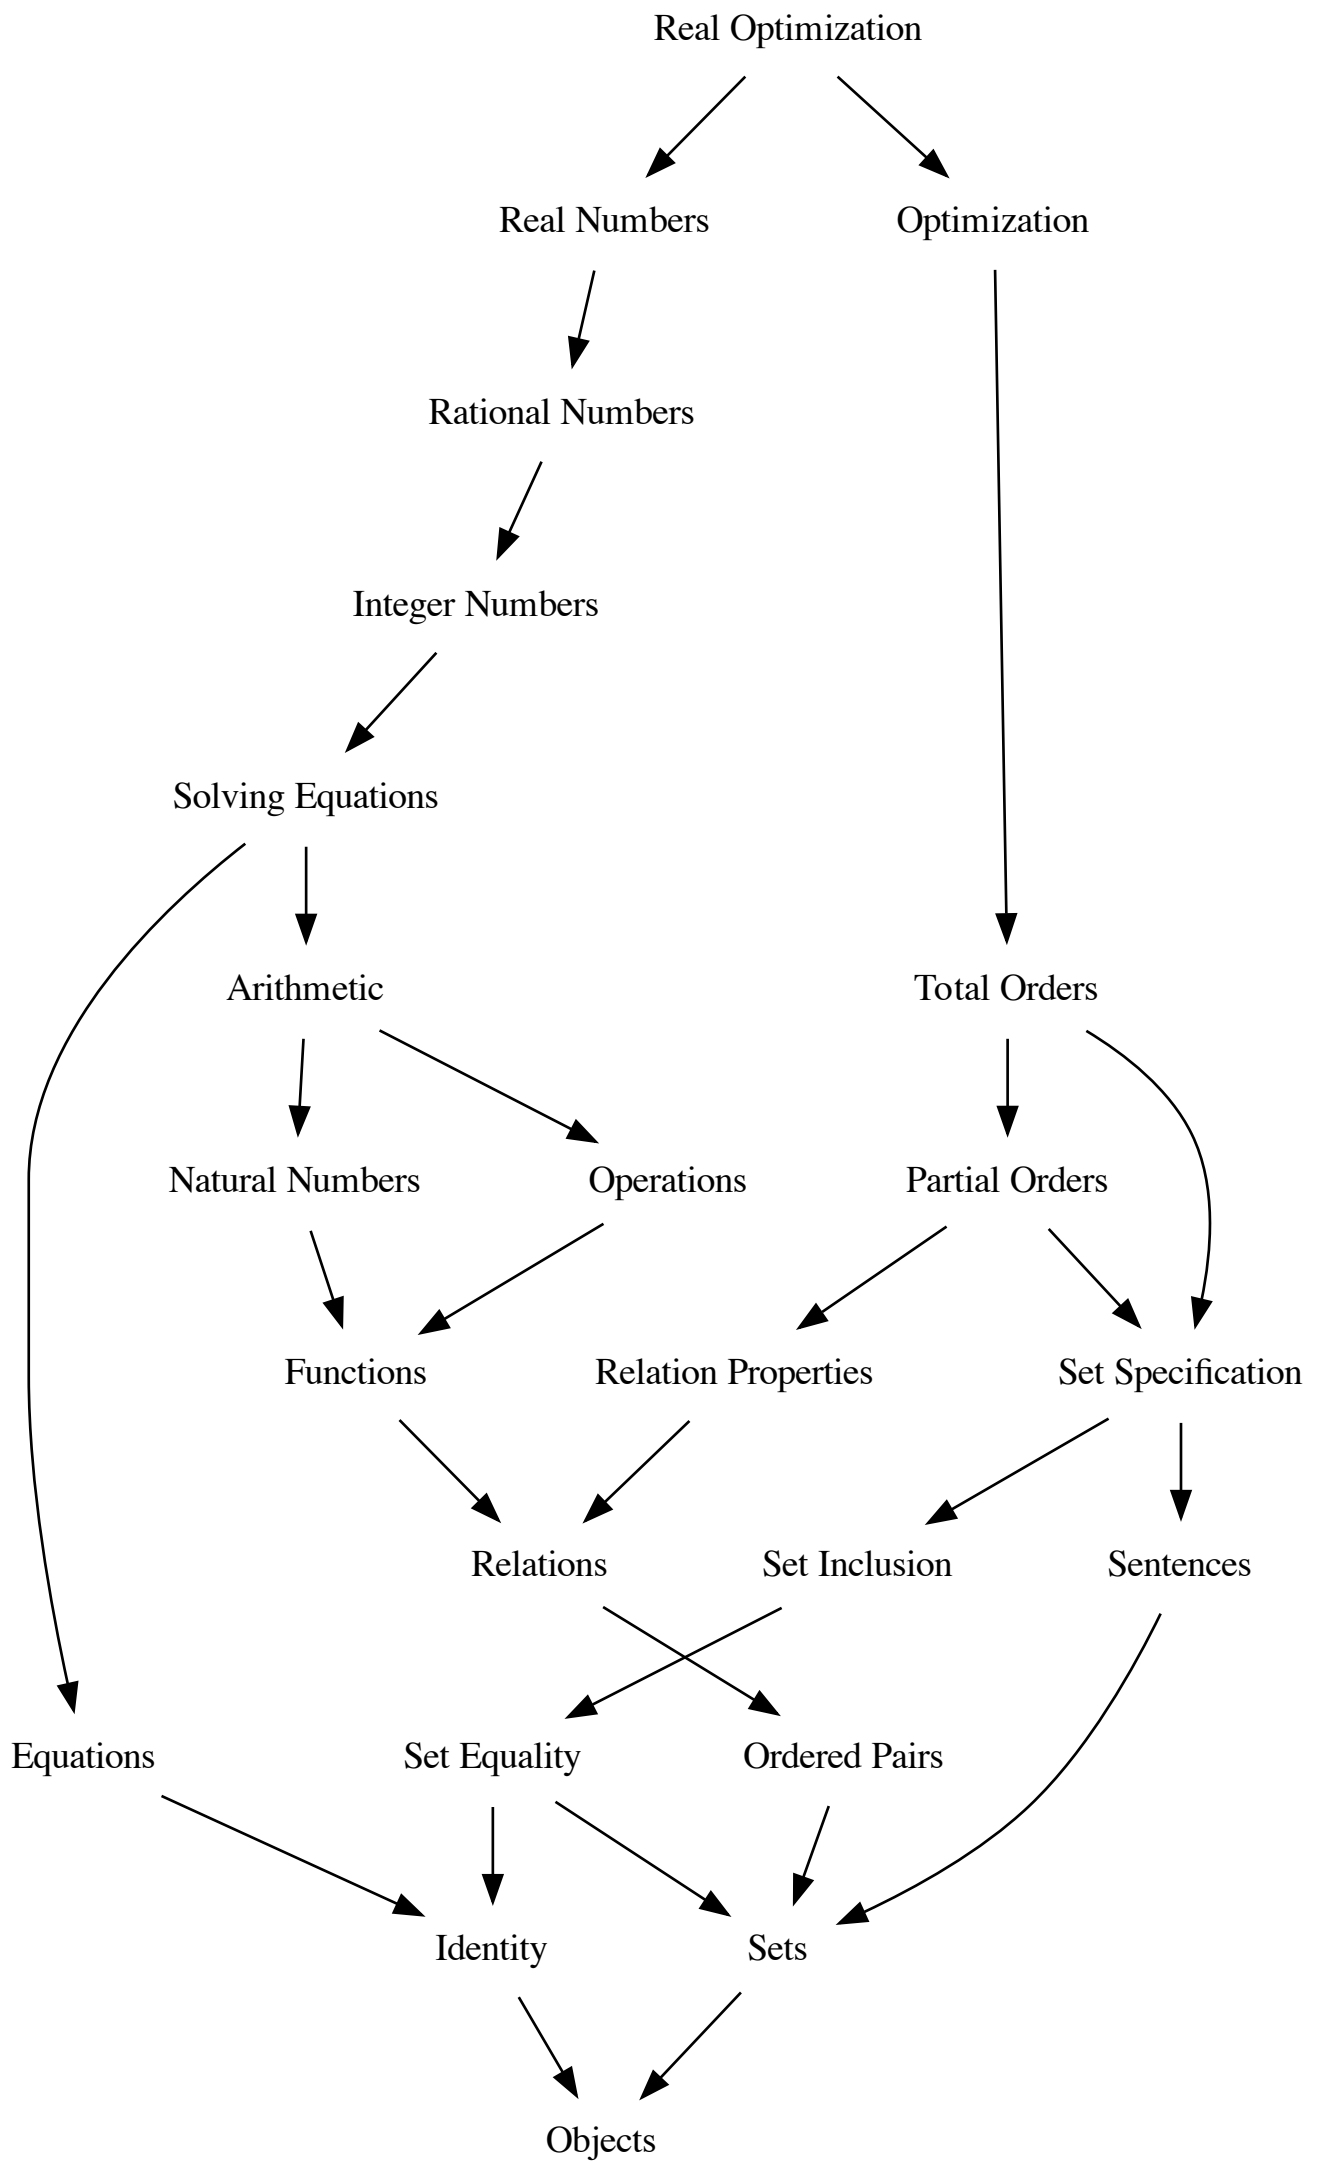 Real Optimization
Real Numbers
Optimization
Rational Numbers
Integer Numbers
Solving Equations
Arithmetic
Total Orders
Natural Numbers
Operations
Partial Orders
Functions
Relation Properties
Set Specification
Relations
Set Inclusion
Sentences
Equations
Set Equality
Ordered Pairs
Identity
Sets
Objects